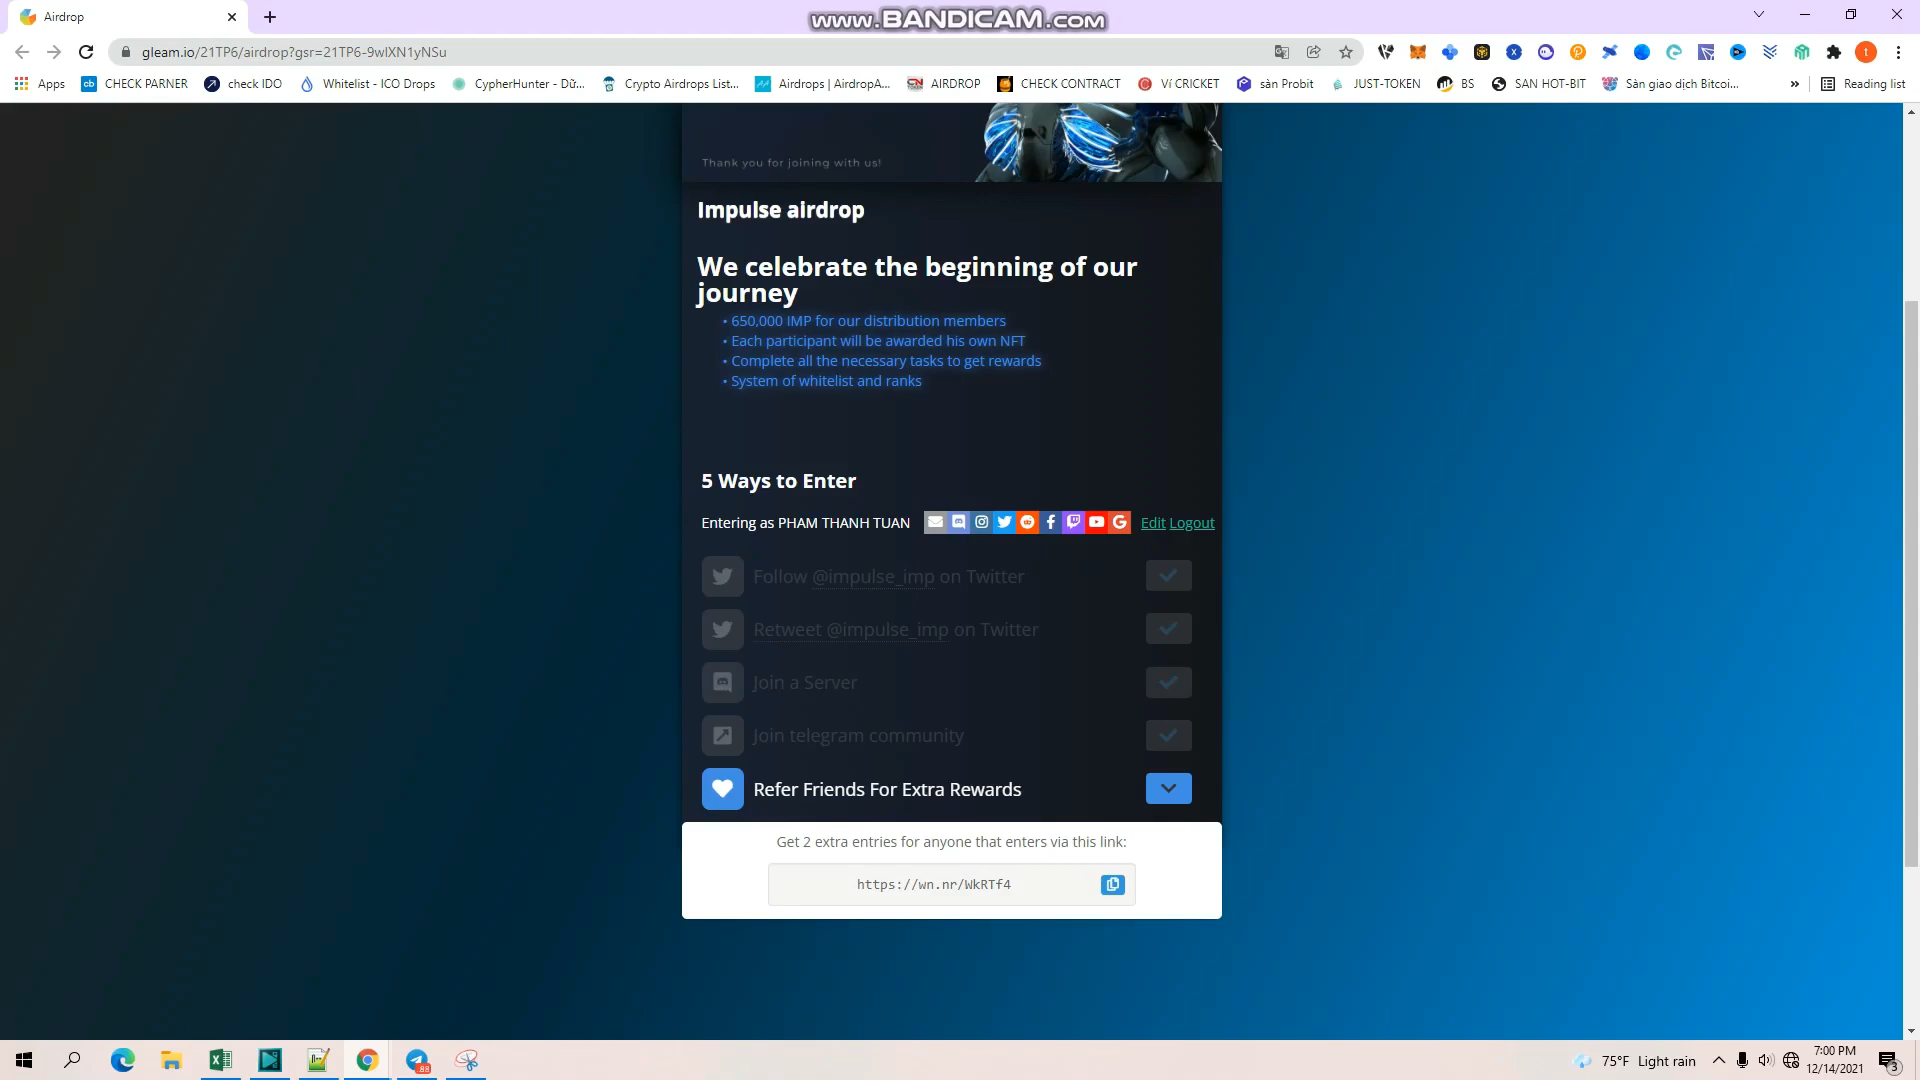 Airdrop
www.BANDICAM.com
gleam.io/21TP6/airdrop?gsr=21TP6-9wlXN1yNSu
Apps
cb CHECK PARNER
check IDO
Whitelist - ICO Drops
CypherHunter - Dữ...
Crypto Airdrops List...
Airdrops | AirdropA...
AIRDROP
CHECK CONTRACT
Ví CRICKET
sàn Probit
JUST-TOKEN
BS
SAN HOT-BIT
Sàn giao dịch Bitcoi...
Reading list
Thank you for joining with us!
Impulse airdrop
We celebrate the beginning of our
journey
• 650,000 IMP for our distribution members
• Each participant will be awarded his own NFT
• Complete all the necessary tasks to get rewards
• System of whitelist and ranks
5 Ways to Enter
Entering as PHAM THANH TUAN
Edit Logout
Follow @impulse_imp on Twitter
Retweet @impulse_imp on Twitter
Join a Server
Join telegram community
Refer Friends For Extra Rewards
Get 2 extra entries for anyone that enters via this link:
https://wn.nr/WkRTf4
88
75°F Light rain
7:00 PM
12/14/2021
3